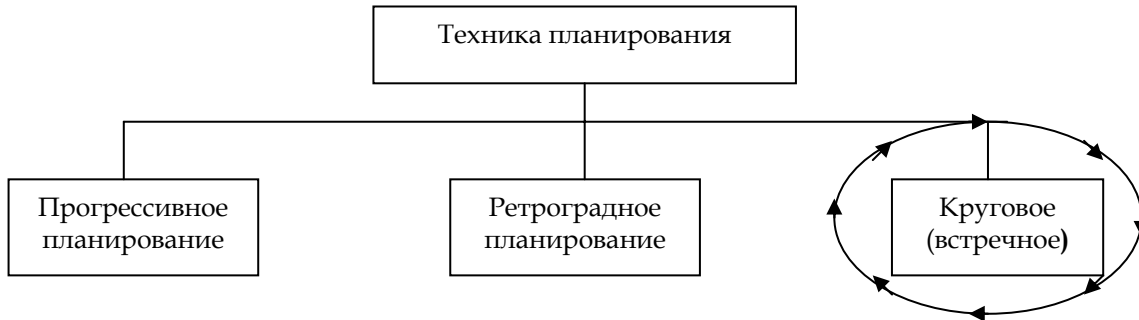 Техника планирования
Прогрессивное
планирование
Ретроградное
планирование
Круговое
(встречное)